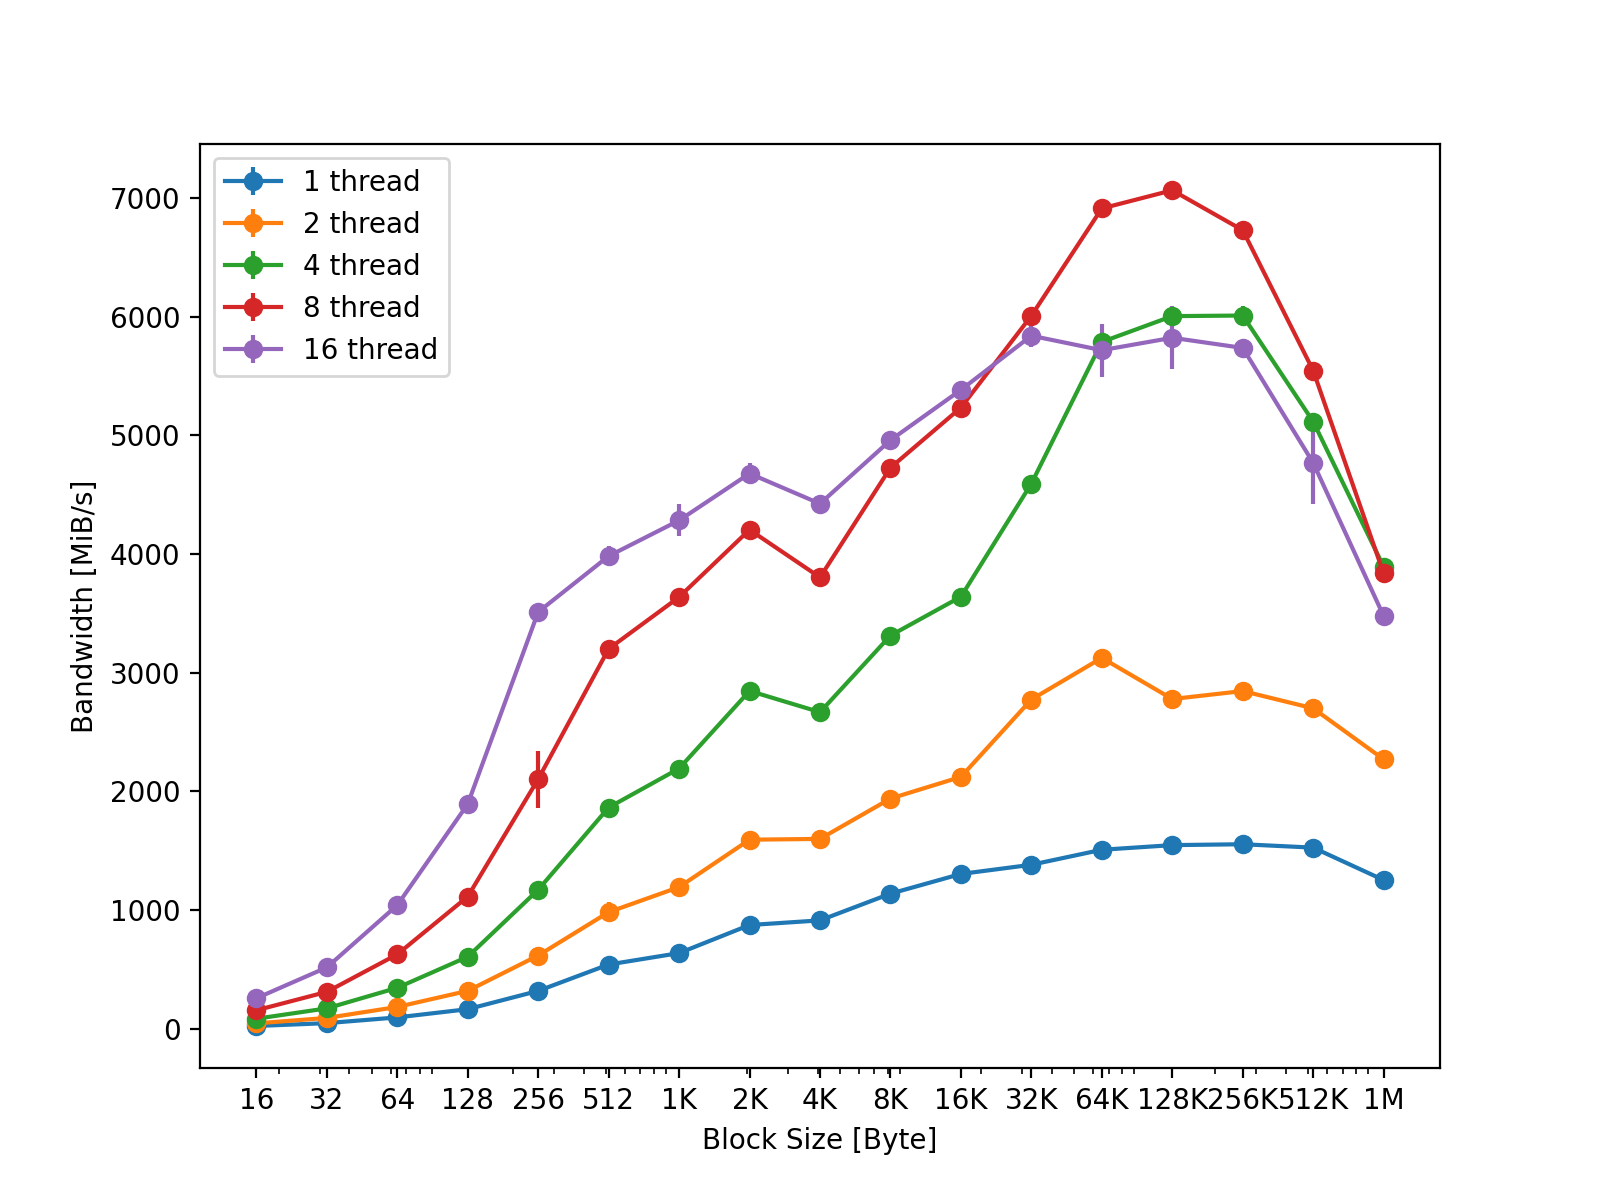 1 thread
2 thread
4 thread
8 thread
16 thread
7000
6000
5000
4000
3000
2000
1000
0
Bandwidth [MiB/s]
16 32 64 128 256 512 1K 2K 4K 8K 16K 32K 64K 128K 256K 512K 1M
Block Size [Byte]